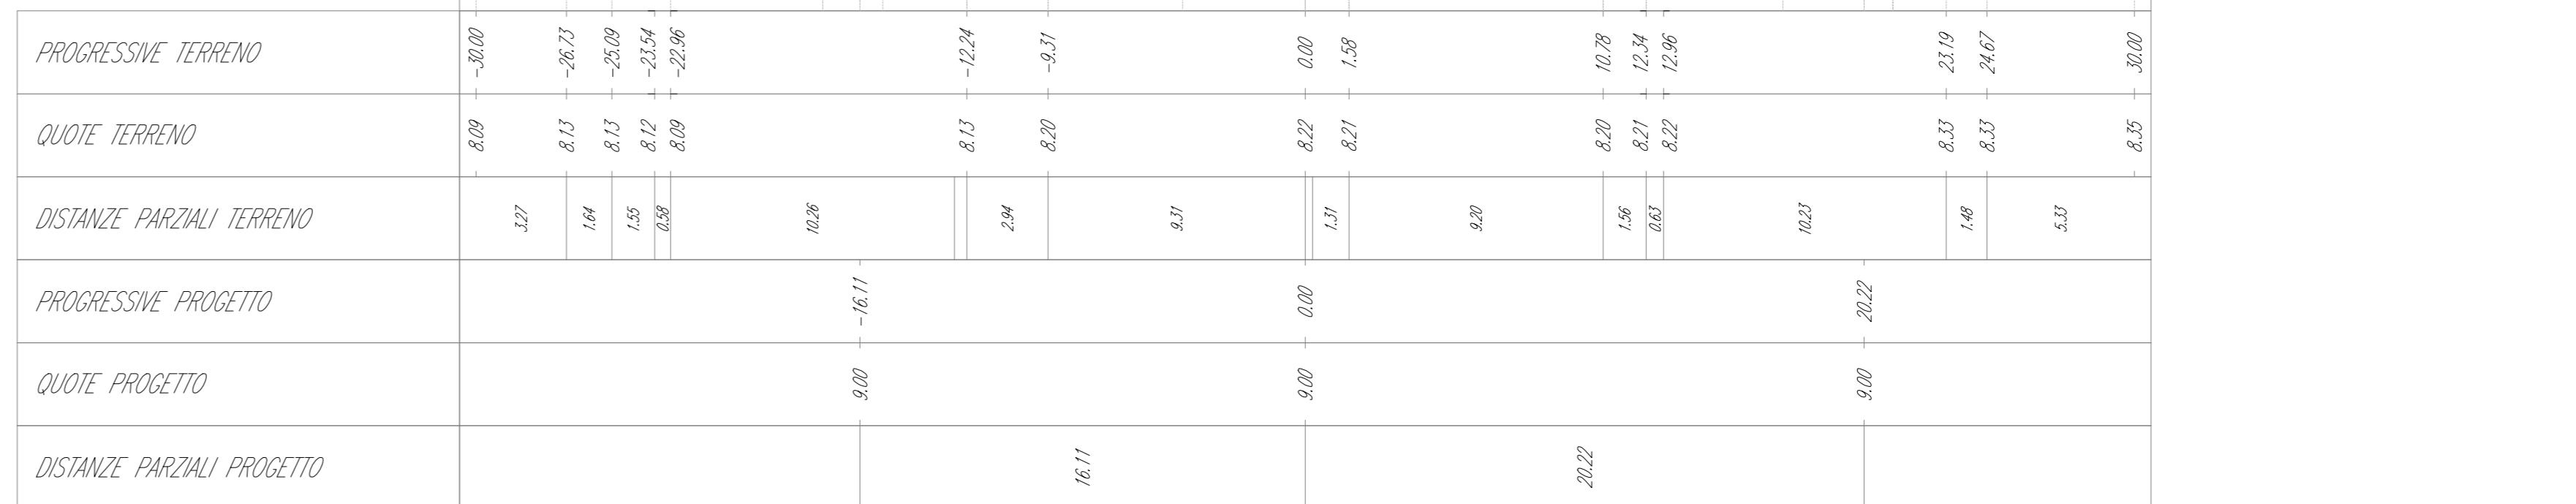 PROGRESSIVE TERRENO -30.00 -26.73 -25.09 -23.54 -22.96 -12.24 -9.31 0.00 1.58 10.78 12.34 12.96 23.19 24.67 30.00
QUOTE TERRENO 8.09 8.13 8.13 8.12 8.09 8.13 8.20 8.22 8.21 8.20 8.21 8.22 8.33 8.33 8.35
DISTANZE PARZIALI TERRENO 3.27 1.64 1.55 0.58 10.26 2.94 9.31 1.31 9.20 1.56 0.63 10.23 1.48 5.33
PROGRESSIVE PROGETTO -16.11 0.00 20.22
QUOTE PROGETTO 9.00 9.00 9.00
DISTANZE PARZIALI PROGETTO 16.11 20.22